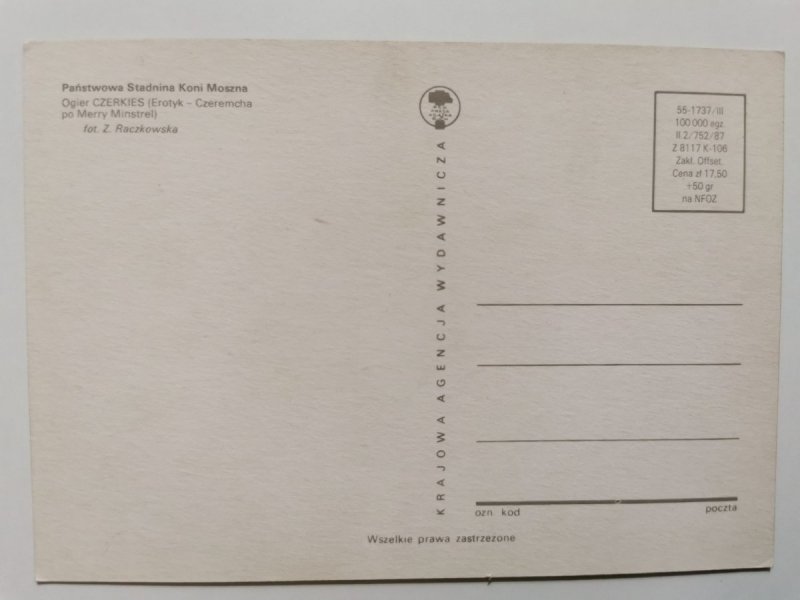 Państwowa Stadnina Koni Moszna
Ogier CZERKIES (Erotyk - Czeremcha
po Merry Minstrel)
fot. Z. Raczkowska
KRAJOWA AGENCJA WYDAWNICZA
55-1737/III
100 000 egz.
II.2/752/87
Z 8117 K-106
Zakł. Offset.
Cena zł 17,50
+50 gr
na NFOZ
ozn. kod
poczta
Wszelkie prawa zastrzeżone